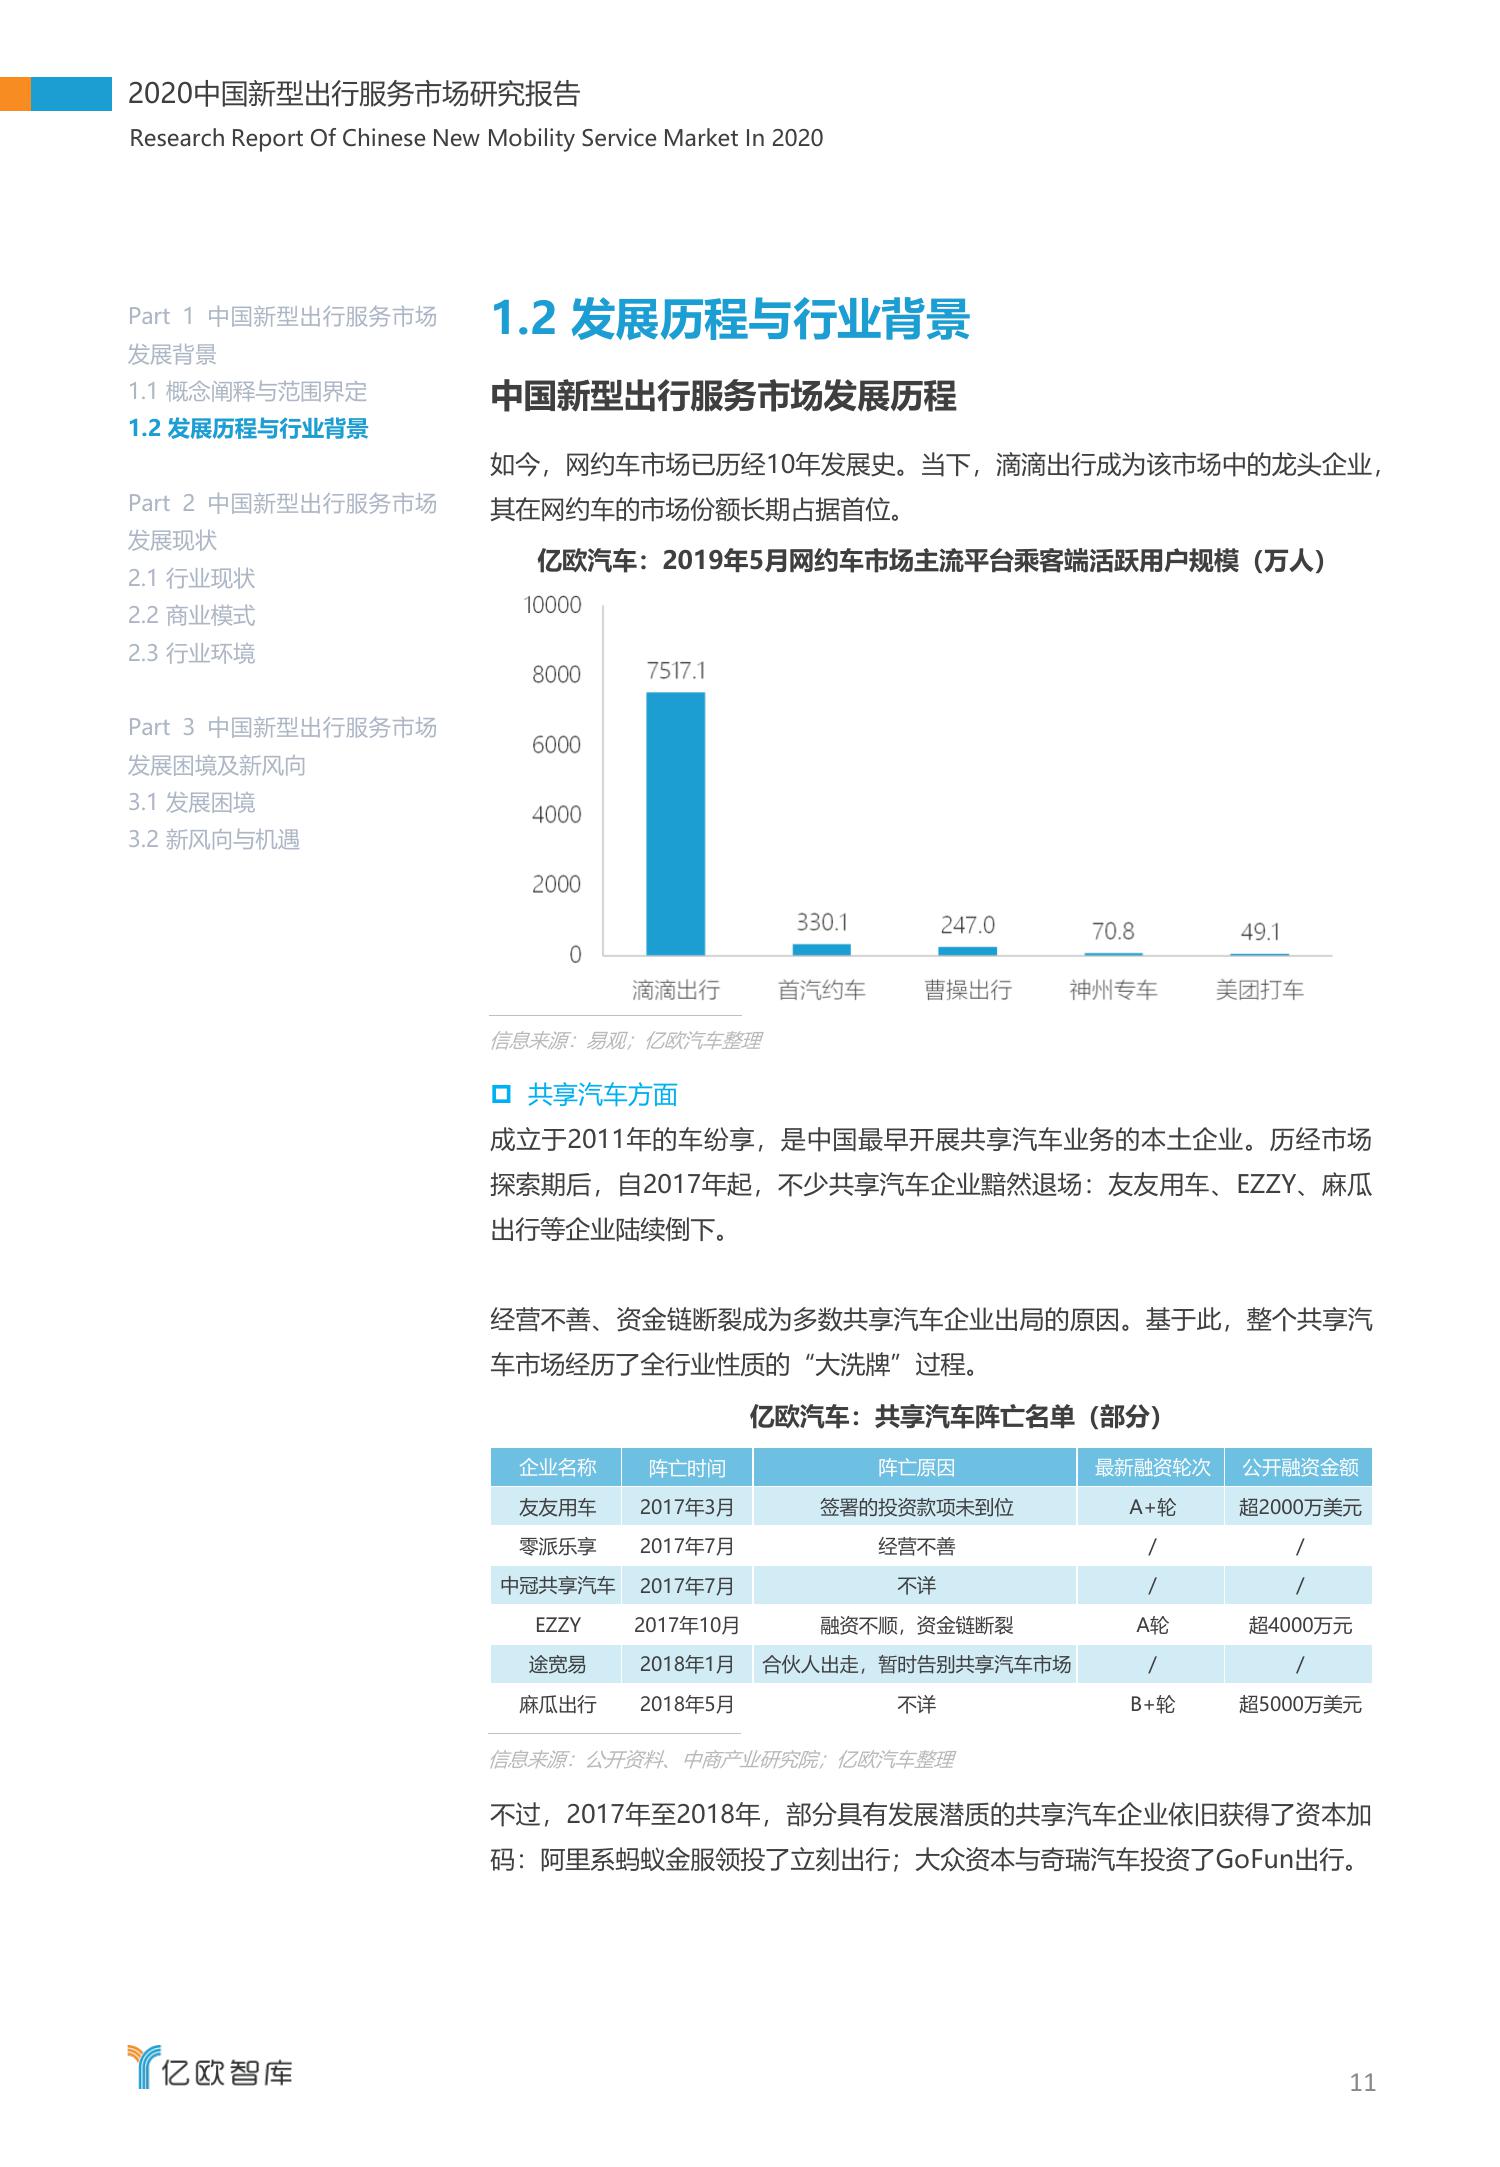 2020中国新型出行服务市场研究报告
Research Report Of Chinese New Mobility Service Market In 2020
Part 1 中国新型出行服务市场
发展背景
1.1 概念阐释与范围界定
1.2 发展历程与行业背景
Part 2 中国新型出行服务市场
发展现状
2.1 行业现状
2.2 商业模式
2.3 行业环境
Part 3 中国新型出行服务市场
发展困境及新风向
3.1 发展困境
3.2 新风向与机遇
1.2 发展历程与行业背景
中国新型出行服务市场发展历程
如今，网约车市场已历经10年发展史。当下，滴滴出行成为该市场中的龙头企业，
其在网约车的市场份额长期占据首位。
亿欧汽车：2019年5月网约车市场主流平台乘客端活跃用户规模（万人）
10000
8000
6000
4000
2000
0
7517.1
330.1
247.0
70.8
49.1
滴滴出行 首汽约车 曹操出行 神州专车 美团打车
信息来源：易观；亿欧汽车整理
共享汽车方面
成立于2011年的车纷享，是中国最早开展共享汽车业务的本土企业。历经市场
探索期后，自2017年起，不少共享汽车企业黯然退场：友友用车、EZZY、麻瓜
出行等企业陆续倒下。
经营不善、资金链断裂成为多数共享汽车企业出局的原因。基于此，整个共享汽
车市场经历了全行业性质的“大洗牌”过程。
亿欧汽车：共享汽车阵亡名单（部分）
企业名称 阵亡时间 阵亡原因 最新融资轮次 公开融资金额
友友用车 2017年3月 签署的投资款项未到位 A+轮 超2000万美元
零派乐享 2017年7月 经营不善 / /
中冠共享汽车 2017年7月 不详 / /
EZZY 2017年10月 融资不顺，资金链断裂 A轮 超4000万元
途宽易 2018年1月 合伙人出走，暂时告别共享汽车市场 / /
麻瓜出行 2018年5月 不详 B+轮 超5000万美元
信息来源：公开资料、中商产业研究院；亿欧汽车整理
不过，2017年至2018年，部分具有发展潜质的共享汽车企业依旧获得了资本加
码：阿里系蚂蚁金服领投了立刻出行；大众资本与奇瑞汽车投资了GoFun出行。
亿欧智库
11